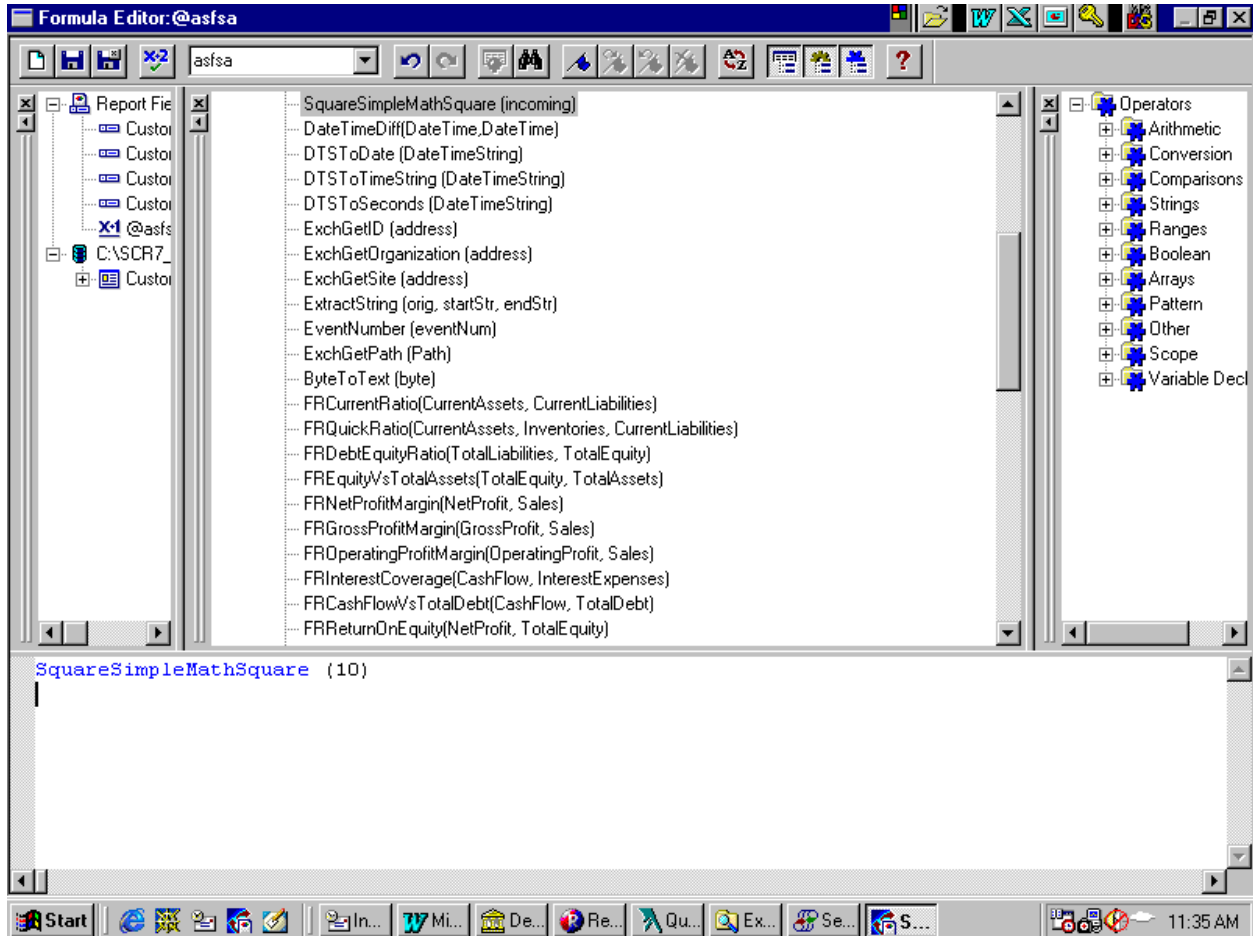 Formula Editor:@asfsa
X+2
asfsa
?
Report Fie
Custo
Custo
Custo
Custo
X+1 @asfs
C:\SCR7_
Custo
SquareSimpleMathSquare (incoming)
DateTimeDiff(DateTime,DateTime)
DTSToDate (DateTimeString)
DTSToTimeString (DateTimeString)
DTSToSeconds (DateTimeString)
ExchGetID (address)
ExchGetOrganization (address)
ExchGetSite (address)
ExtractString (orig, startStr, endStr)
EventNumber (eventNum)
ExchGetPath (Path)
ByteToText (byte)
FRCurrentRatio(CurrentAssets, CurrentLiabilities)
FRQuickRatio(CurrentAssets, Inventories, CurrentLiabilities)
FRDebtEquityRatio(TotalLiabilities, TotalEquity)
FREquityVsTotalAssets(TotalEquity, TotalAssets)
FRNetProfitMargin(NetProfit, Sales)
FRGrossProfitMargin(GrossProfit, Sales)
FROperatingProfitMargin(OperatingProfit, Sales)
FRInterestCoverage(CashFlow, InterestExpenses)
FRCashFlowVsTotalDebt(CashFlow, TotalDebt)
FRReturnOnEquity(NetProfit, TotalEquity)
Operators
Arithmetic
Conversion
Comparisons
Strings
Ranges
Boolean
Arrays
Pattern
Other
Scope
Variable Decl
SquareSimpleMathSquare (10)
Start In... Mi... De... Re... Qu... Ex... Se... S... 11:35 AM